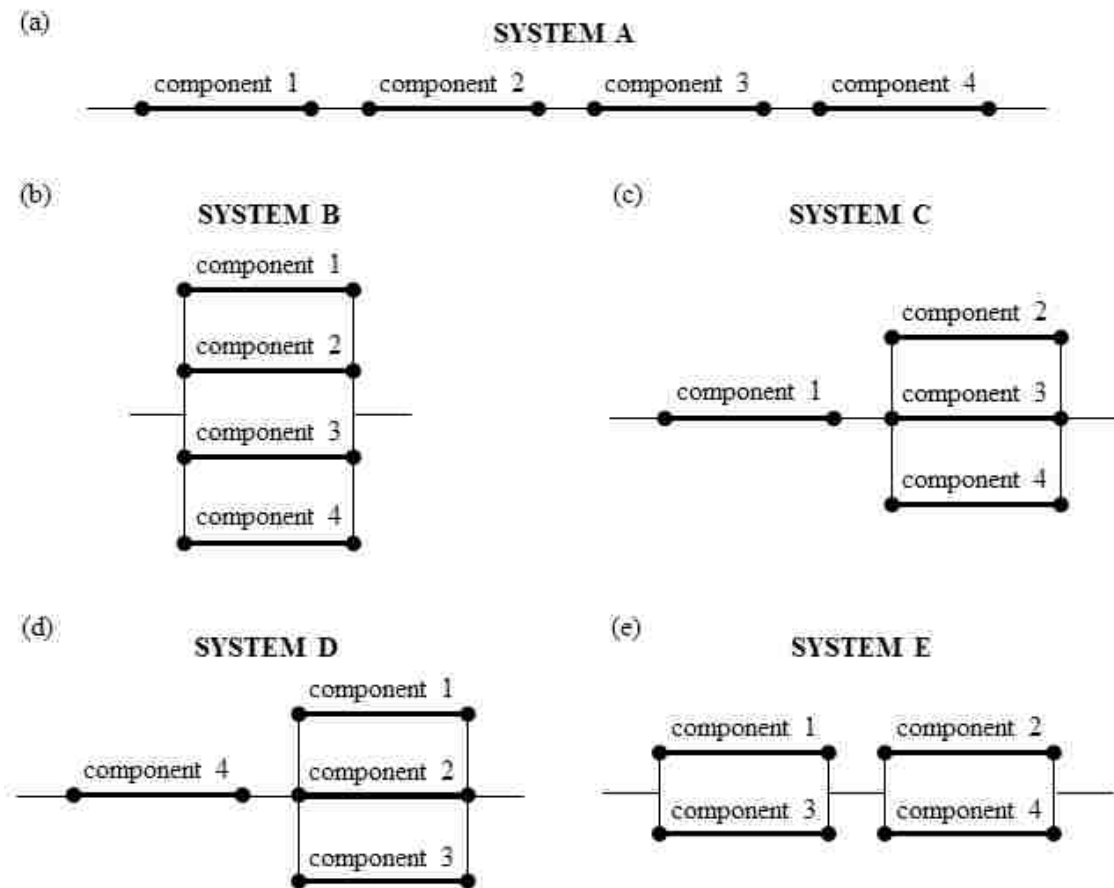 (a)
SYSTEM A
component 1 component 2 component 3 component 4
(b)
SYSTEM B
component 1
component 2
component 3
component 4
(c)
SYSTEM C
component 1
component 2
component 3
component 4
(d)
SYSTEM D
component 4
component 1
component 2
component 3
(e)
SYSTEM E
component 1 component 2
component 3 component 4